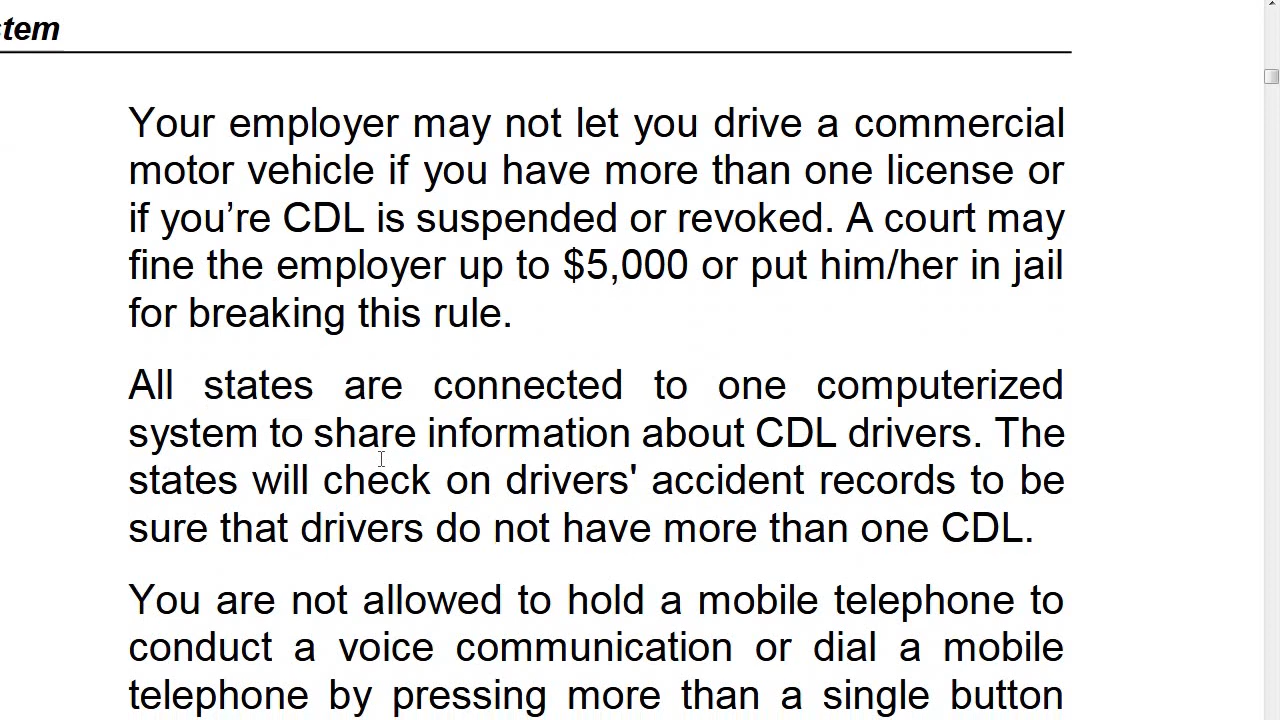 stem
Your employer may not let you drive a commercial
motor vehicle if you have more than one license or
if you’re CDL is suspended or revoked. A court may
fine the employer up to $5,000 or put him/her in jail
for breaking this rule.
All states are connected to one computerized
system to share information about CDL drivers. The
states will check on drivers' accident records to be
sure that drivers do not have more than one CDL.
You are not allowed to hold a mobile telephone to
conduct a voice communication or dial a mobile
telephone by pressing more than a single button